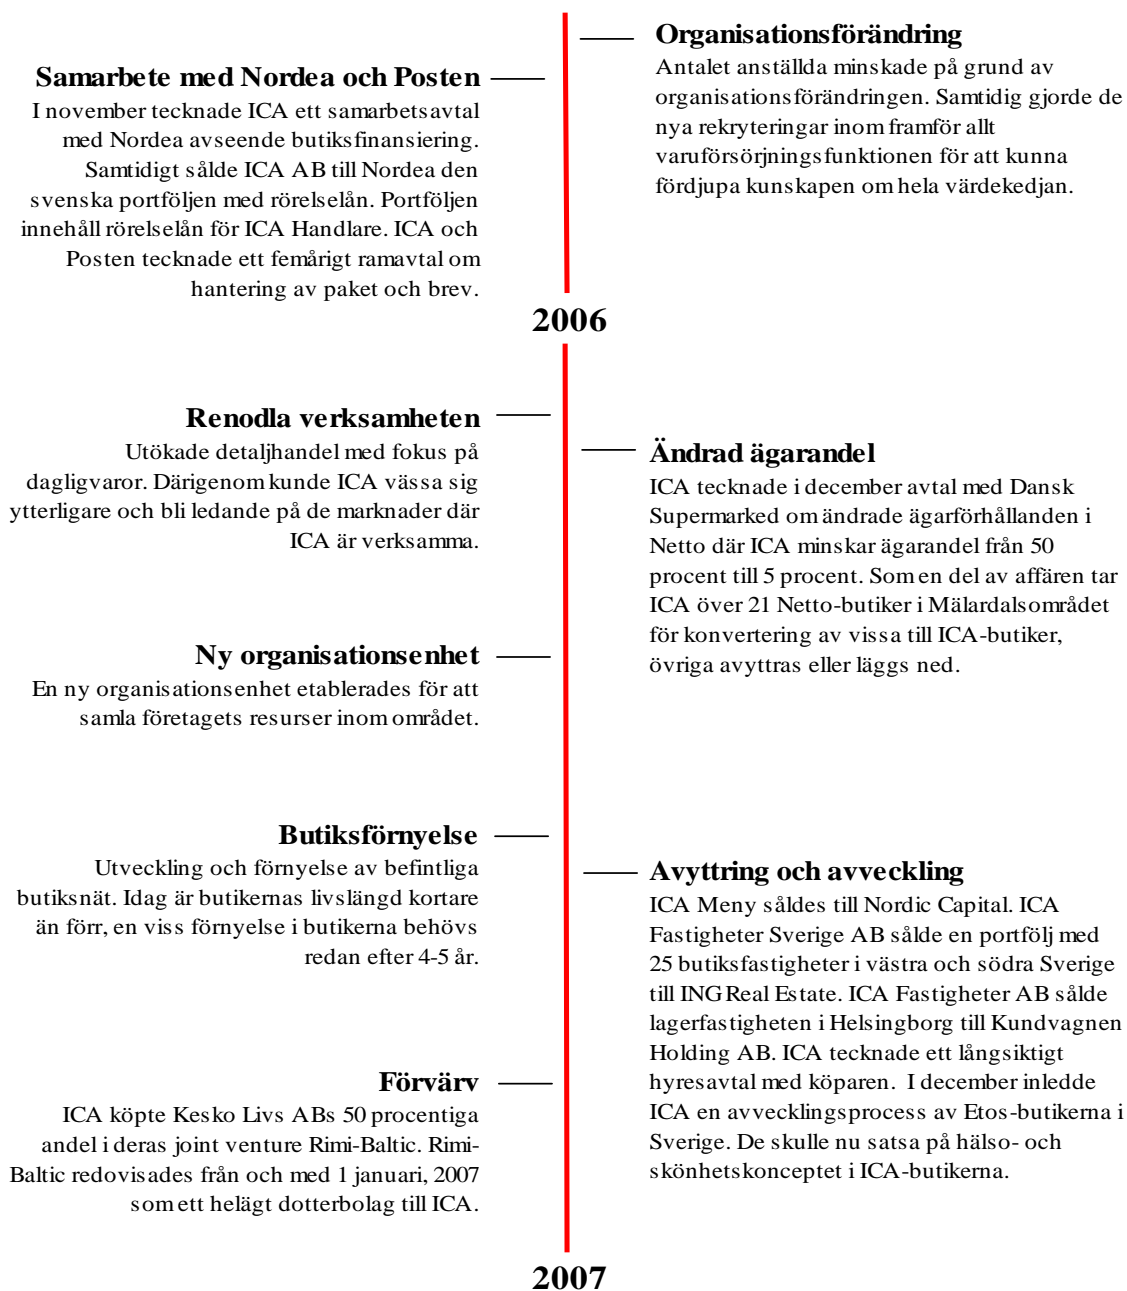 Organisationsförändring
Antalet anställda minskade på grund av
organisationsförändringen. Samtidig gjorde de
nya rekryteringar inom framför allt
varuförsörjningsfunktionen för att kunna
fördjupa kunskapen om hela värdekedjan.
Samarbete med Nordea och Posten
I november tecknade ICA ett samarbetsavtal
med Nordea avseende butiksfinansiering.
Samtidigt sålde ICA AB till Nordea den
svenska portföljen med rörelselån. Portföljen
innehåll rörelselån för ICA Handlare. ICA och
Posten tecknade ett femårigt ramavtal om
hantering av paket och brev.
2006
Renodla verksamheten
Utökade detaljhandel med fokus på
dagligvaror. Därigenom kunde ICA vässa sig
ytterligare och bli ledande på de marknader där
ICA är verksamma.
Ändrad ägarandel
ICA tecknade i december avtal med Dansk
Supermarked om ändrade ägarförhållanden i
Netto där ICA minskar ägarandel från 50
procent till 5 procent. Som en del av affären tar
ICA över 21 Netto-butiker i Mälardalsområdet
för konvertering av vissa till ICA-butiker,
övriga avyttras eller läggs ned.
Ny organisationsenhet
En ny organisationsenhet etablerades för att
samla företagets resurser inom området.
Butiksförnyelse
Utveckling och förnyelse av befintliga
butiksnät. Idag är butikernas livslängd kortare
än förr, en viss förnyelse i butikerna behövs
redan efter 4-5 år.
Avyttring och avveckling
ICA Meny såldes till Nordic Capital. ICA
Fastigheter Sverige AB sålde en portfölj med
25 butiksfastigheter i västra och södra Sverige
till ING Real Estate. ICA Fastigheter AB sålde
lagerfastigheten i Helsingborg till Kundvagnen
Holding AB. ICA tecknade ett långsiktigt
hyresavtal med köparen. I december inledde
ICA en avvecklingsprocess av Etos-butikerna i
Sverige. De skulle nu satsa på hälso- och
skönhetskonceptet i ICA-butikerna.
Förvärv
ICA köpte Kesko Livs ABs 50 procentiga
andel i deras joint venture Rimi-Baltic. Rimi-
Baltic redovisades från och med 1 januari, 2007
som ett helägt dotterbolag till ICA.
2007